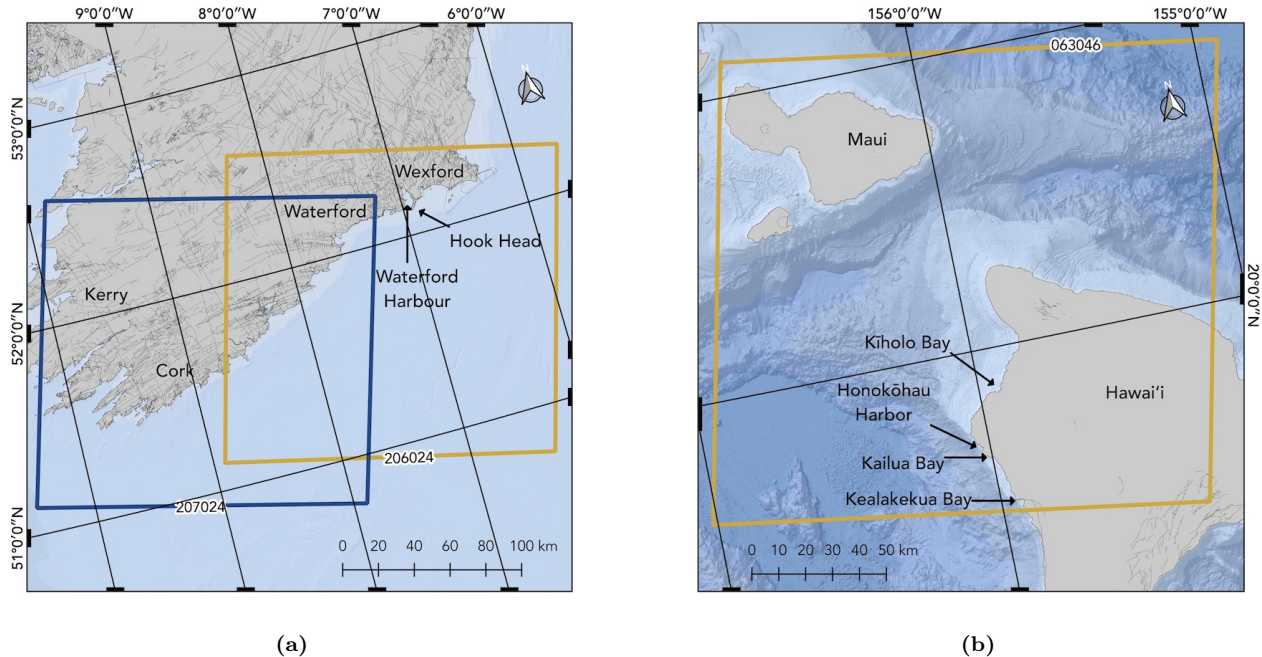 9°0′0″W
8°0′0″W
7°0′0″W
6°0′0″W
53°0′0″N
52°0′0″N
51°0′0″N
N
Wexford
Waterford
Hook Head
Waterford
Harbour
Kerry
Cork
206024
207024
0 20 40 60 80 100 km
(a)
156°0′0″W
155°0′0″W
063046
N
Maui
20°0′0″N
Kīholo Bay
Honokōhau
Harbor
Hawaiʻi
Kailua Bay
Kealakekua Bay
0 10 20 30 40 50 km
(b)